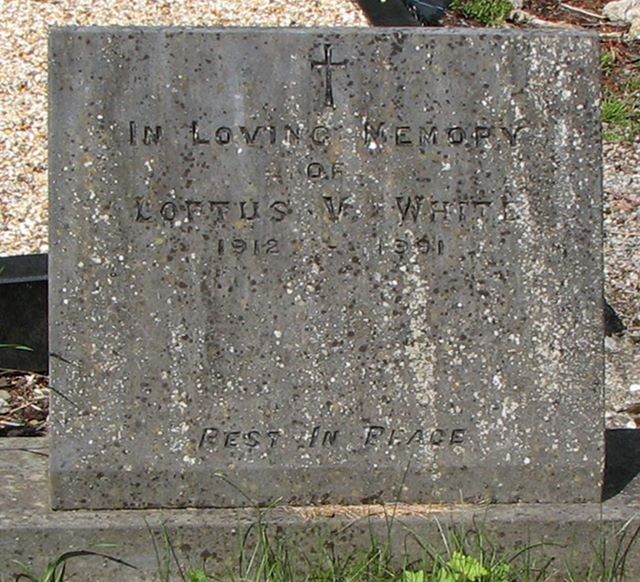 IN LOVING MEMORY
OF
LOFTUS V. WHITE
1912 - 1991
REST IN PEACE